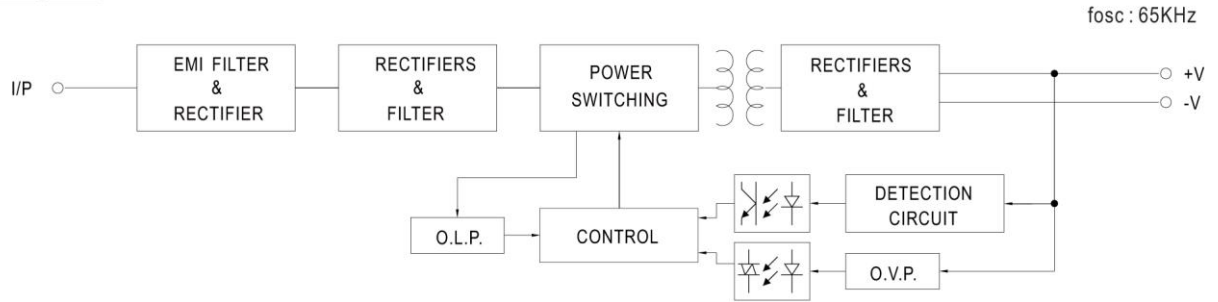 fosc : 65KHz
I/P
EMI FILTER
&
RECTIFIER
RECTIFIERS
&
FILTER
POWER
SWITCHING
RECTIFIERS
&
FILTER
+V
-V
O.L.P.
CONTROL
DETECTION
CIRCUIT
O.V.P.